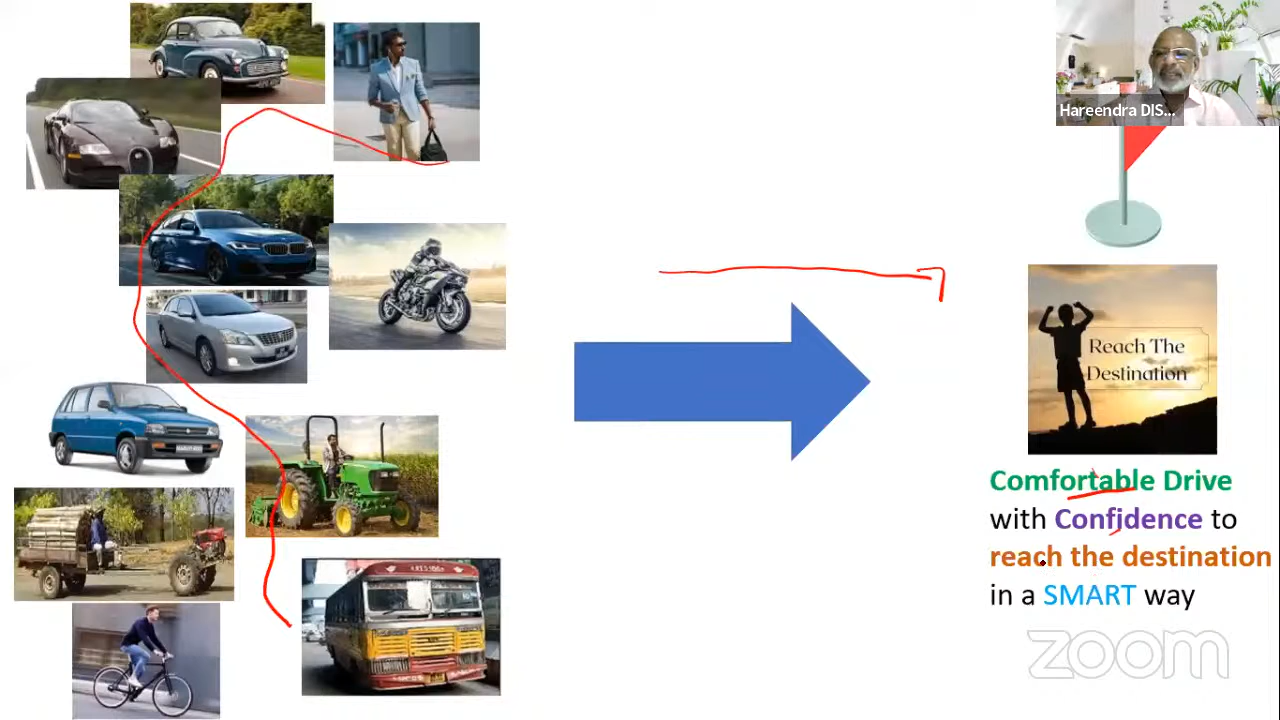 Hareendra DIS...
Reach The
Destination
Comfortable Drive
with Confidence to
reach the destination
in a SMART way
zoom